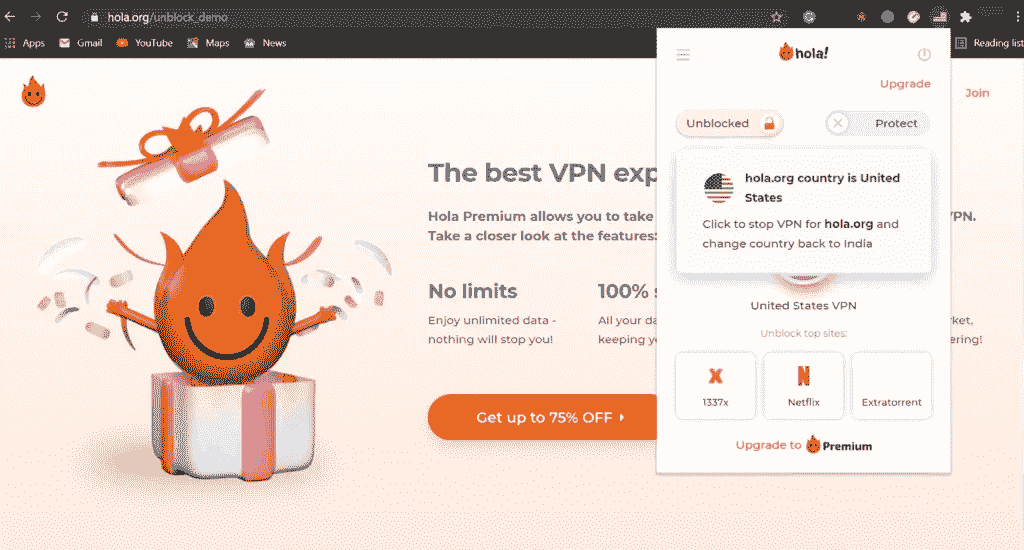 hola.org/unblock_demo
Apps
Gmail
YouTube
Maps
News
Reading list
hola!
Upgrade
Join
Unblocked
Protect
The best VPN exp
hola.org country is United
States
Click to stop VPN for hola.org and
change country back to India
Hola Premium allows you to take
VPN.
Take a closer look at the features:
No limits
100% s
Enjoy unlimited data -
nothing will stop you!
All your da
keeping yo
rket,
ering!
United States VPN
Unblock top sites:
1337x
N
Netflix
Extratorrent
Get up to 75% OFF
Upgrade to Premium